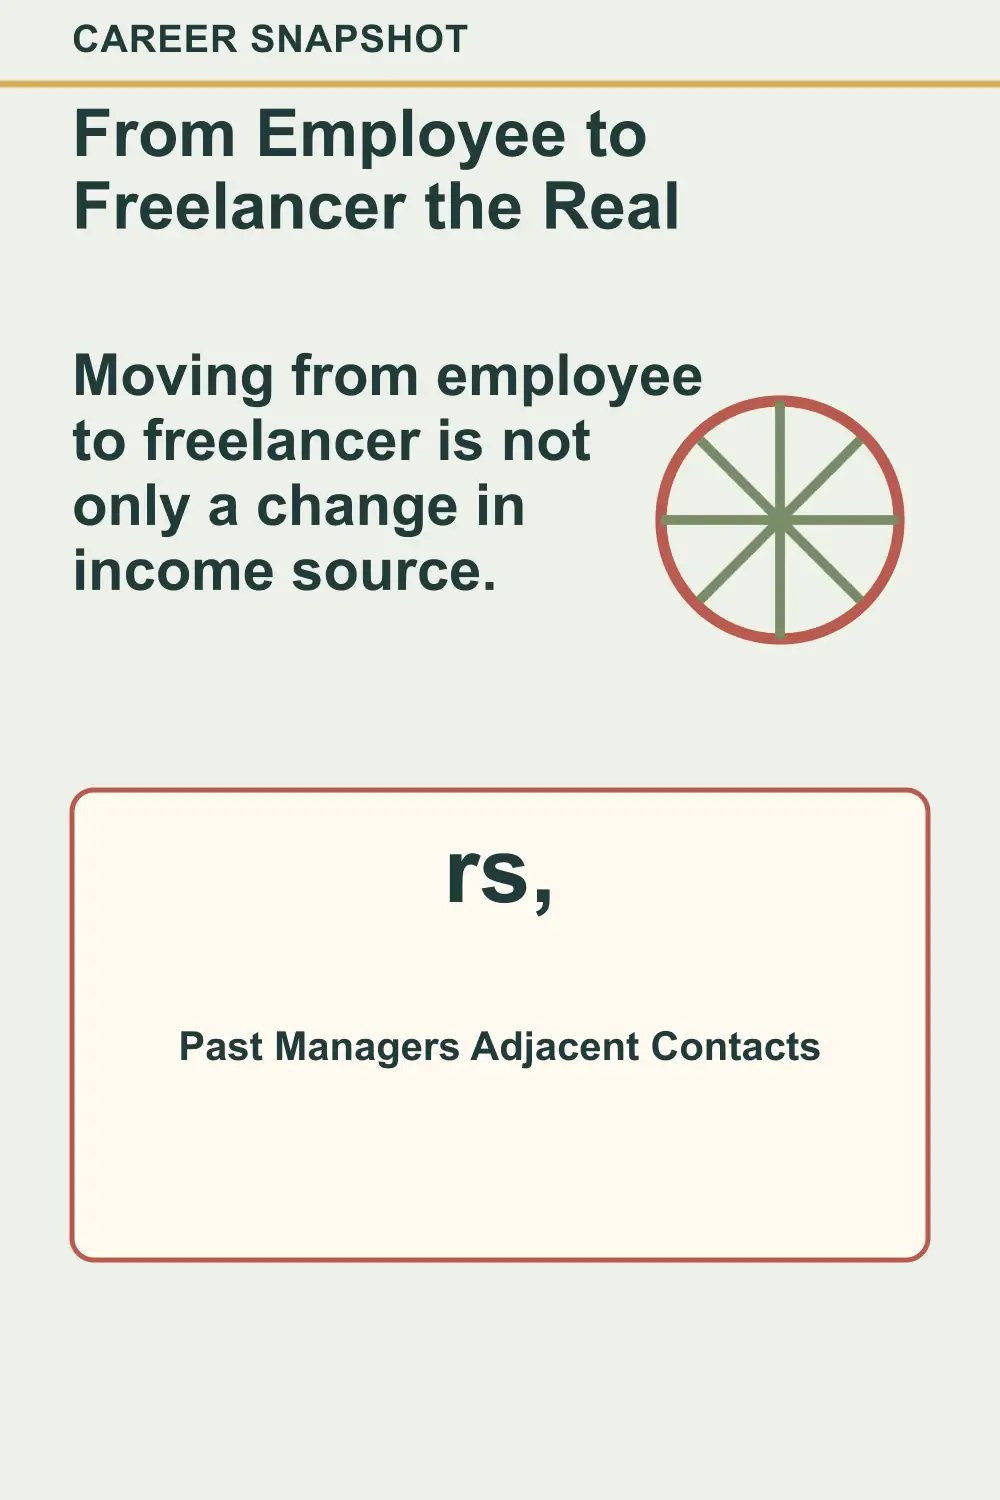 CAREER SNAPSHOT
From Employee to
Freelancer the Real
Moving from employee
to freelancer is not
only a change in
income source.
rs,
Past Managers Adjacent Contacts